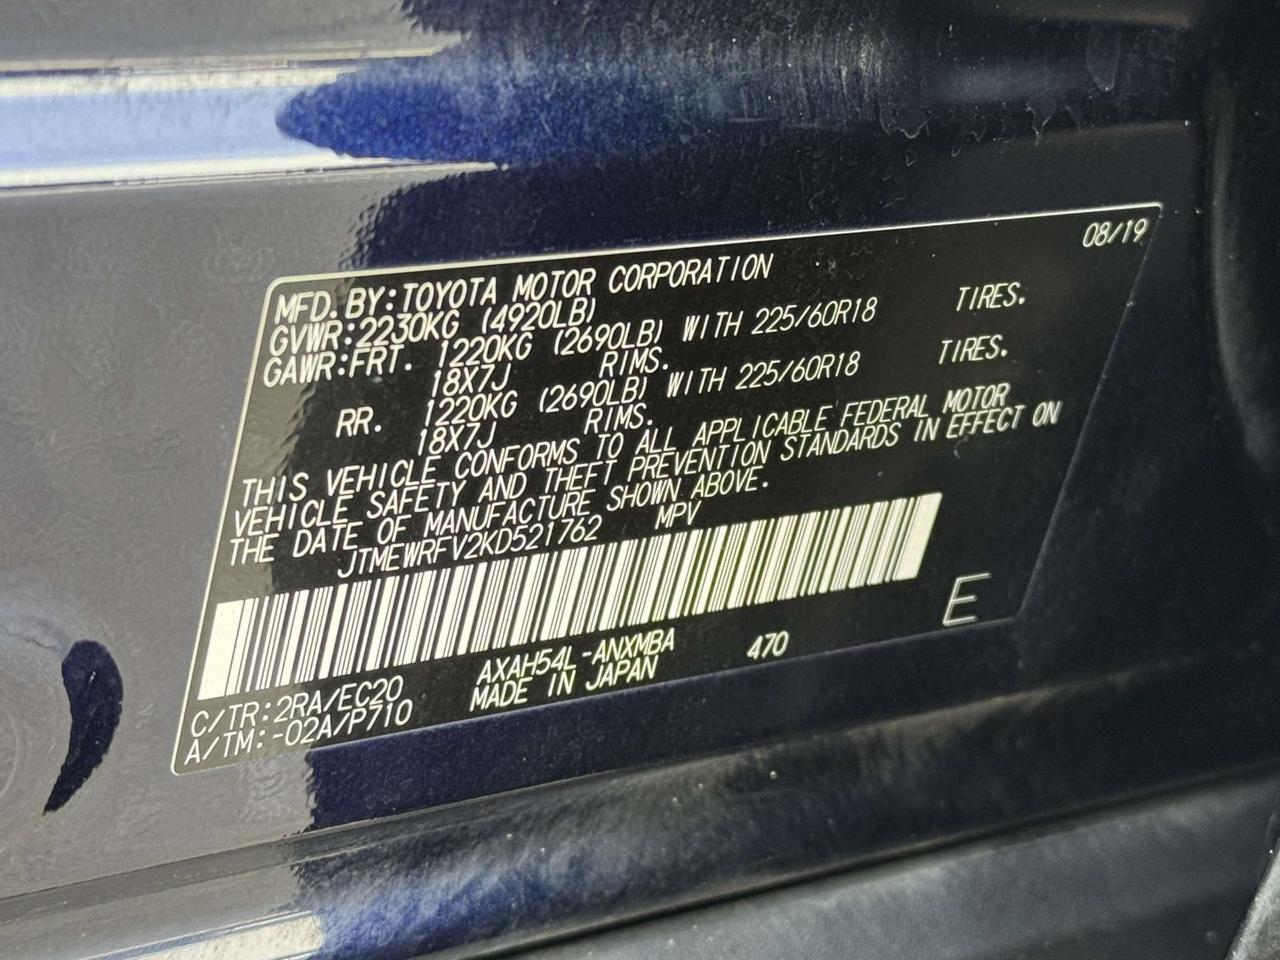 08/19
MFD. BY: TOYOTA MOTOR CORPORATION
GVWR: 2230KG (4920LB)
GAWR: FRT. 1220KG (2690LB) WITH 225/60R18 TIRES.
18X7J RIMS.
RR. 1220KG (2690LB) WITH 225/60R18 TIRES.
18X7J RIMS.
THIS VEHICLE CONFORMS TO ALL APPLICABLE FEDERAL MOTOR
VEHICLE SAFETY AND THEFT PREVENTION STANDARDS IN EFFECT ON
THE DATE OF MANUFACTURE SHOWN ABOVE.
JTMEWRFV2KD521762 MPV
E
C/TR: 2RA/EC20 AXAH54L-ANXMBA 470
A/TM: -02A/P710 MADE IN JAPAN